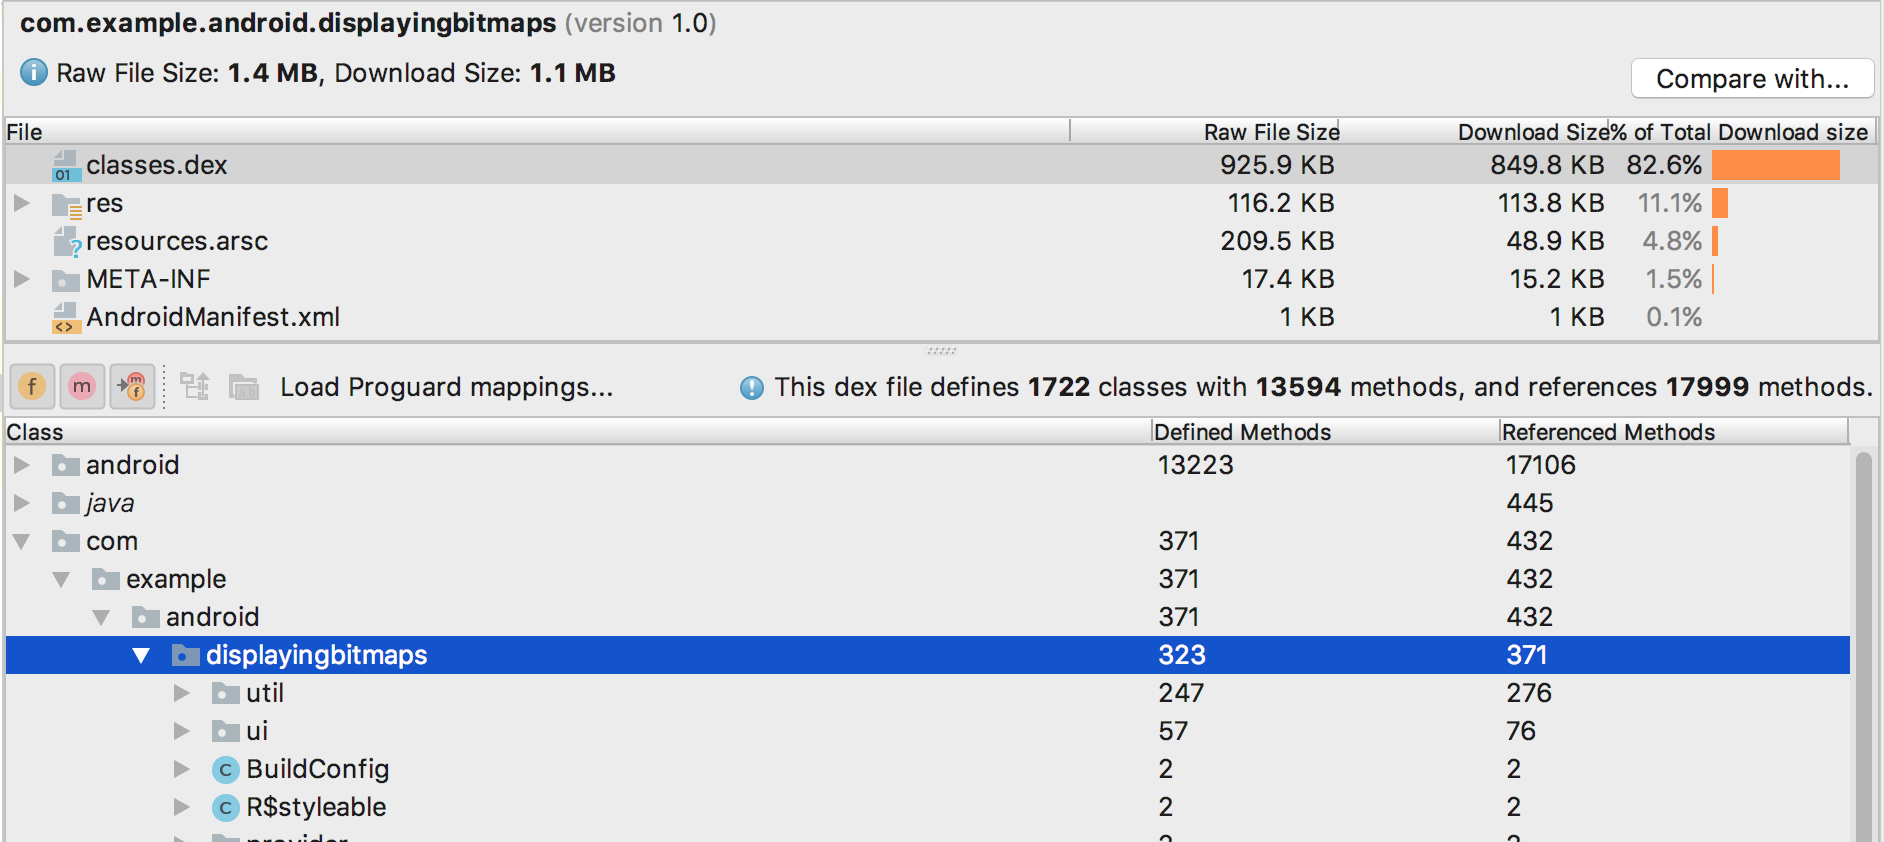 com.example.android.displayingbitmaps (version 1.0)
Raw File Size: 1.4 MB, Download Size: 1.1 MB
Compare with...
File Raw File Size Download Size % of Total Download size
classes.dex 925.9 KB 849.8 KB 82.6%
res 116.2 KB 113.8 KB 11.1%
resources.arsc 209.5 KB 48.9 KB 4.8%
META-INF 17.4 KB 15.2 KB 1.5%
AndroidManifest.xml 1 KB 1 KB 0.1%
Load Proguard mappings... This dex file defines 1722 classes with 13594 methods, and references 17999 methods.
Class Defined Methods Referenced Methods
android 13223 17106
java 445
com 371 432
example 371 432
android 371 432
displayingbitmaps 323 371
util 247 276
ui 57 76
BuildConfig 2 2
R$styleable 2 2
provider